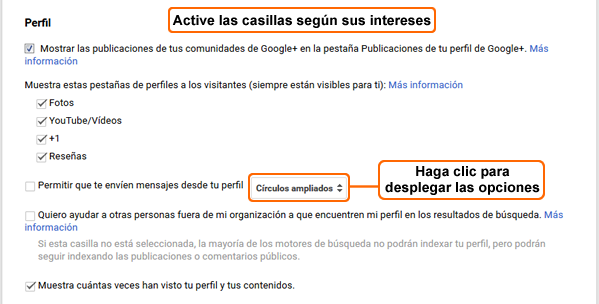 Perfil
Active las casillas según sus intereses
Mostrar las publicaciones de tus comunidades de Google+ en la pestaña Publicaciones de tu perfil de Google+. Más
información
Muestra estas pestañas de perfiles a los visitantes (siempre están visibles para ti): Más información
Fotos
YouTube/Vídeos
+1
Reseñas
Permitir que te envíen mensajes desde tu perfil Círculos ampliados
Haga clic para
desplegar las opciones
Quiero ayudar a otras personas fuera de mi organización a que encuentren mi perfil en los resultados de búsqueda. Más
información
Si esta casilla no está seleccionada, la mayoría de los motores de búsqueda no podrán indexar tu perfil, pero podrán
seguir indexando las publicaciones o comentarios públicos.
Muestra cuántas veces han visto tu perfil y tus contenidos.